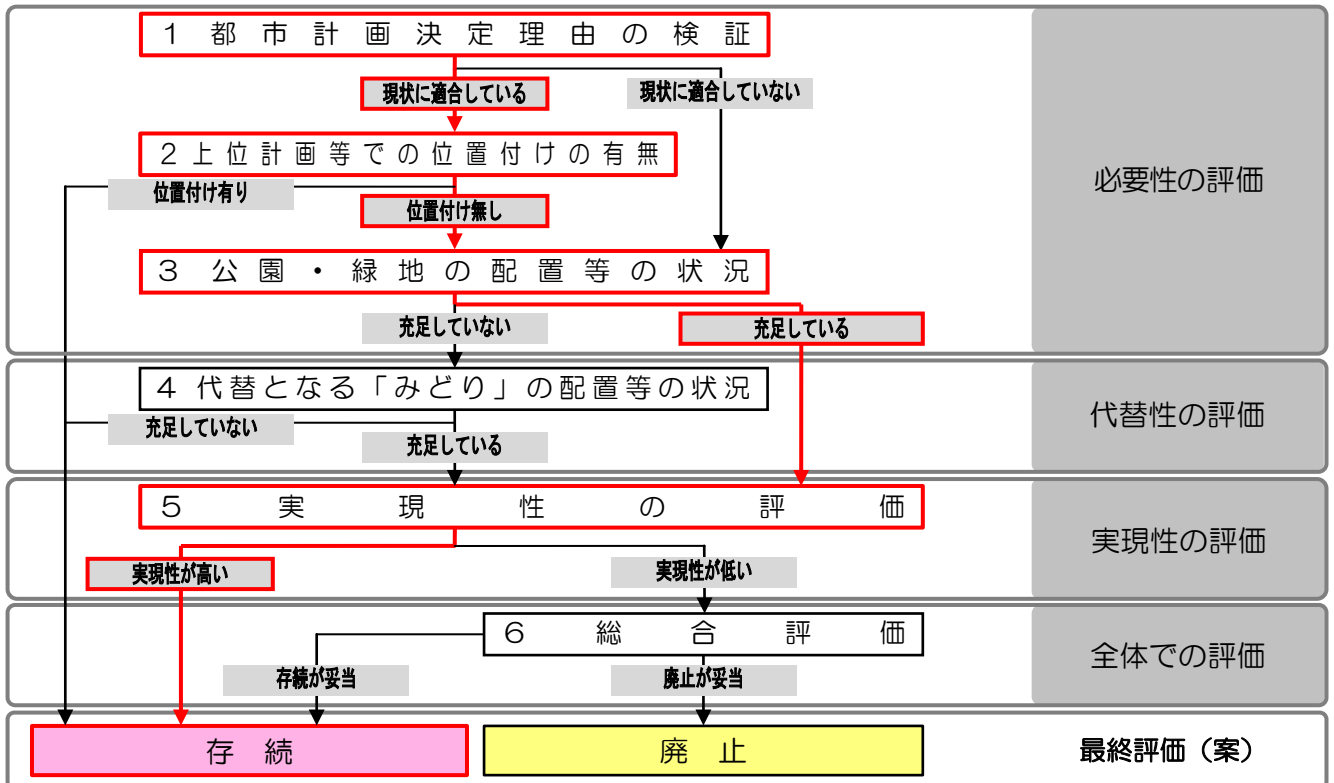 １ 都 市 計 画 決 定 理 由 の 検 証
現状に適合している
現状に適合していない
２上位計画等での位置付けの有無
必要性の評価
位置付け有り
位置付け無し
３ 公 園 ・ 緑 地 の 配 置 等 の 状 況
充足していない
充足している
４ 代替となる「みどり」の配置等の状況
代替性の評価
充足していない
充足している
５ 実 現 性 の 評 価
実現性の評価
実現性が高い
実現性が低い
６ 総 合 評 価
全体での評価
存続が妥当
廃止が妥当
存 続
廃 止
最終評価（案）